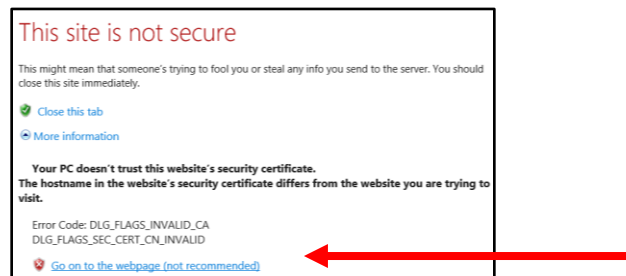 This site is not secure
This might mean that someone's trying to fool you or steal any info you send to the server. You should
close this site immediately.
Close this tab
More information
Your PC doesn't trust this website's security certificate.
The hostname in the website's security certificate differs from the website you are trying to
visit.
Error Code: DLG_FLAGS_INVALID_CA
DLG_FLAGS_SEC_CERT_CN_INVALID
Go on to the webpage (not recommended)